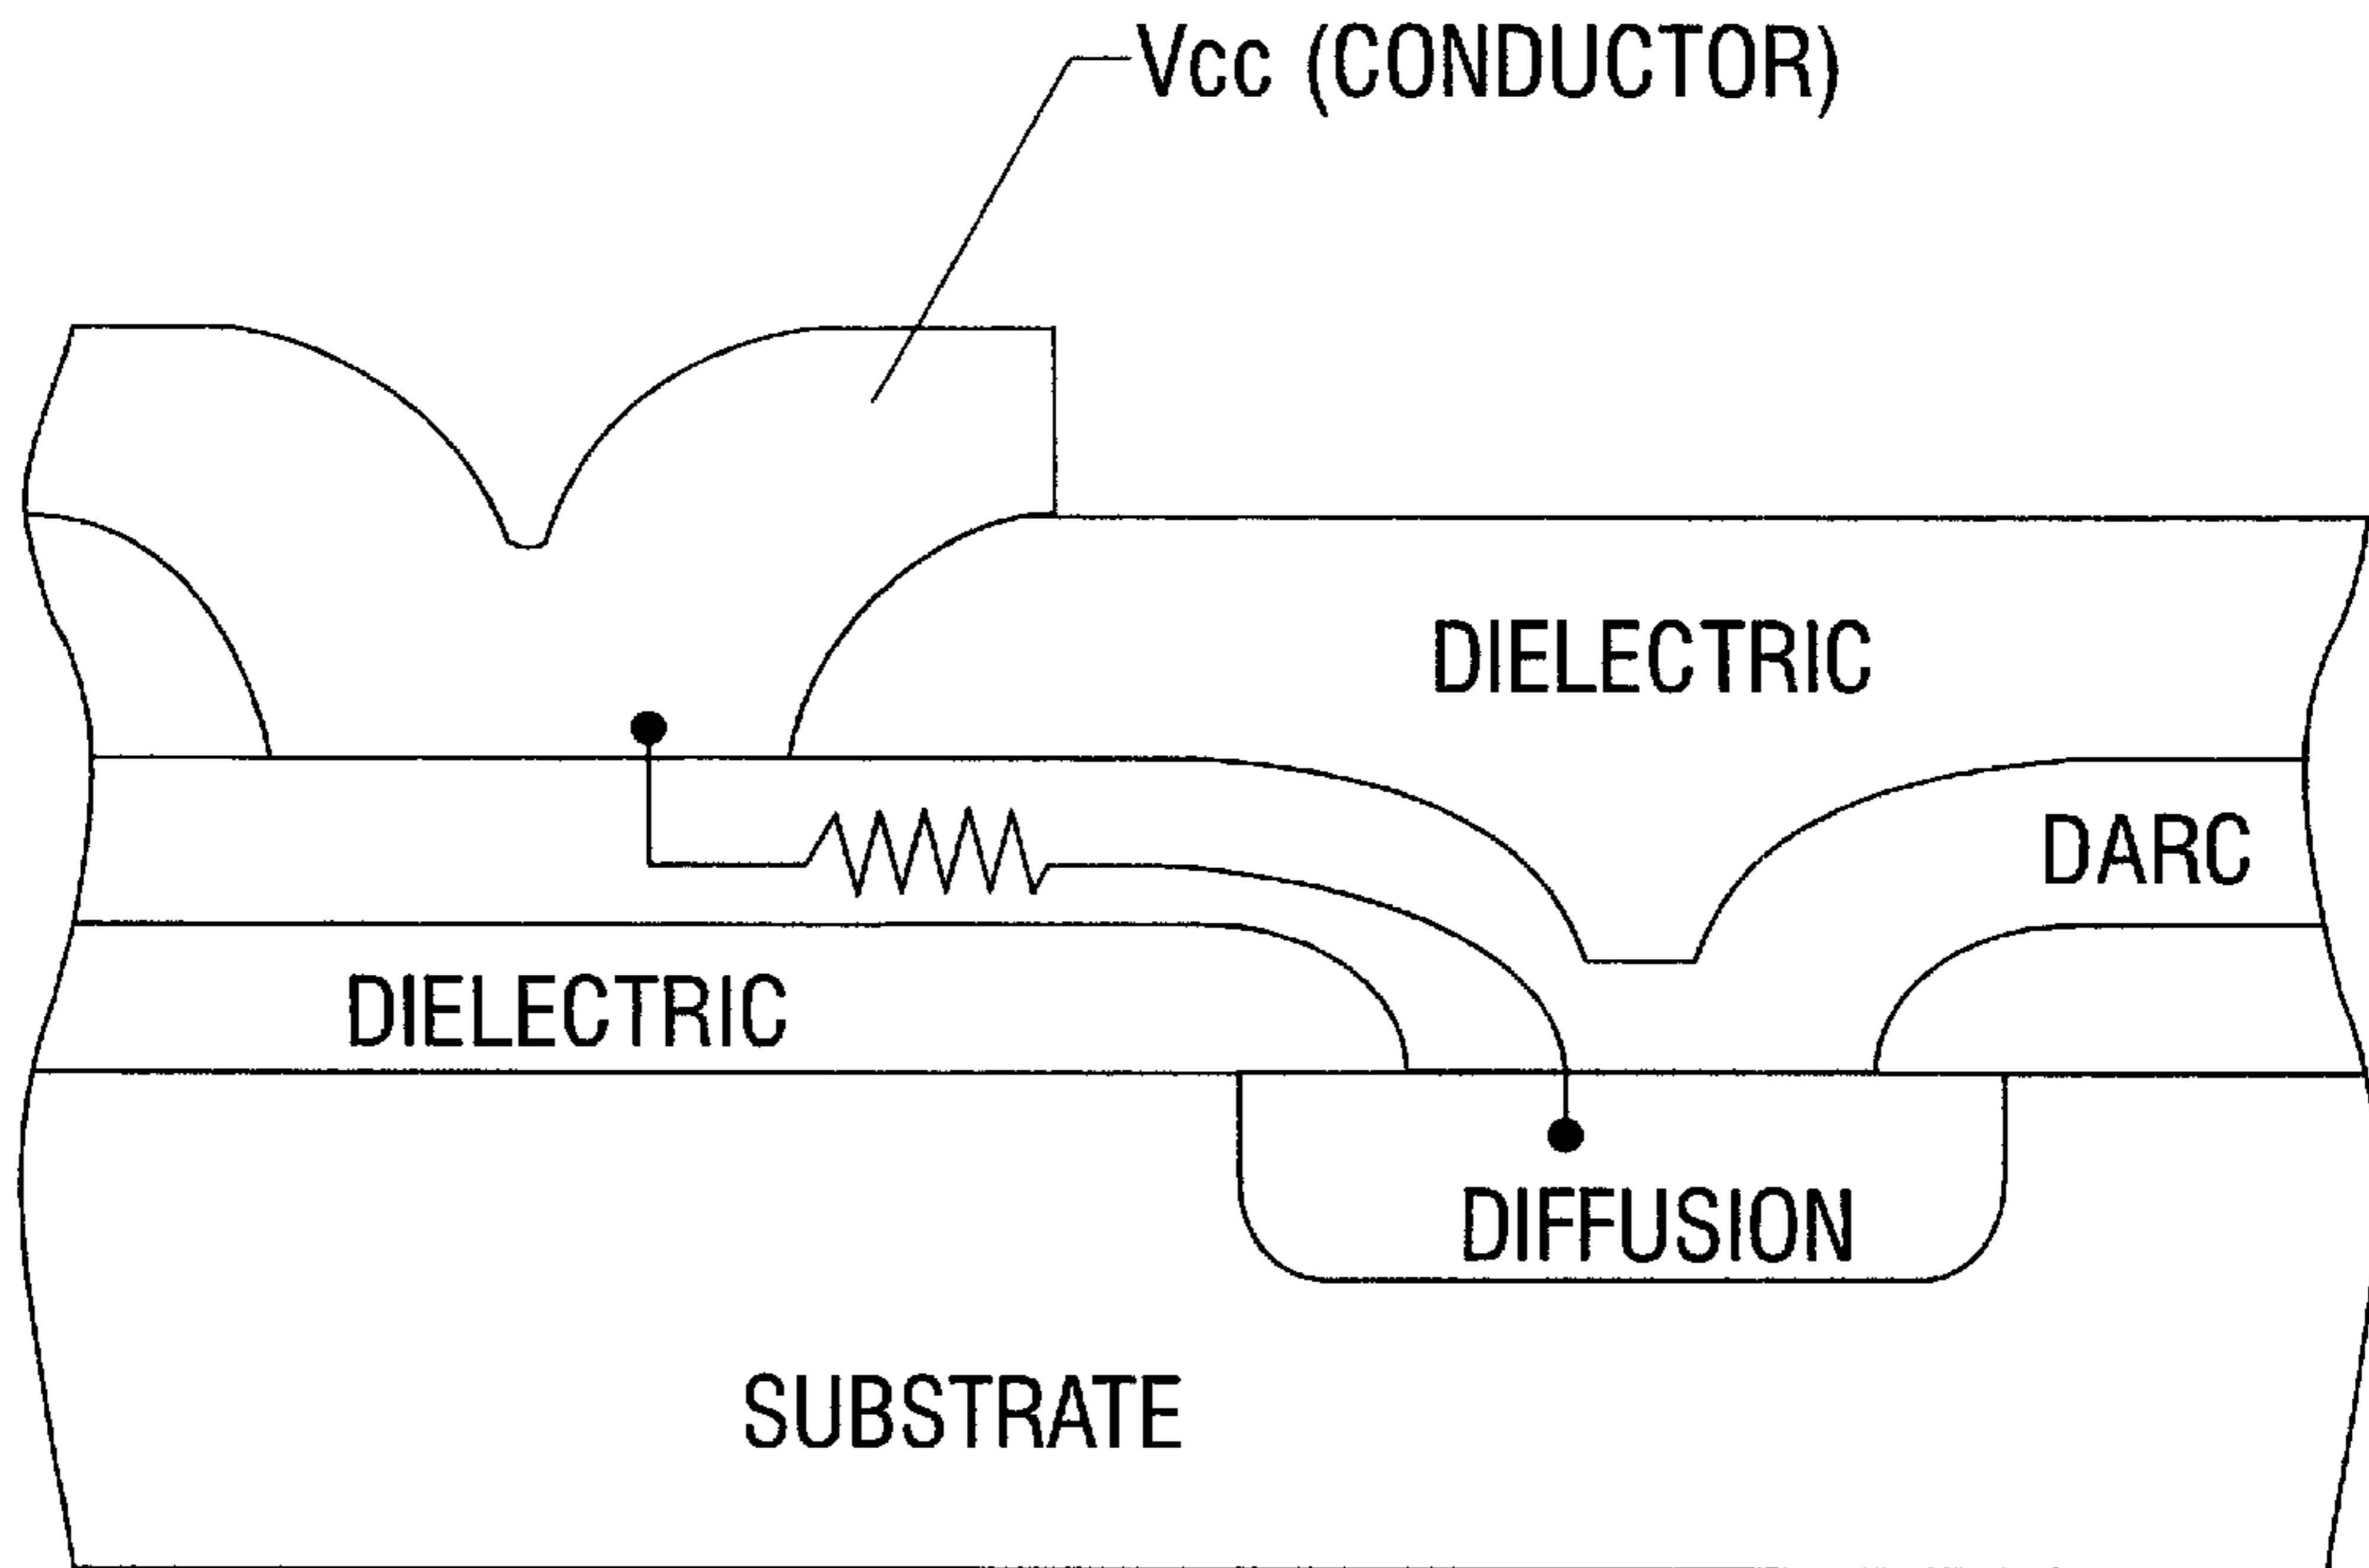 Vcc (CONDUCTOR)
DIELECTRIC
DARC
DIELECTRIC
DIFFUSION
SUBSTRATE